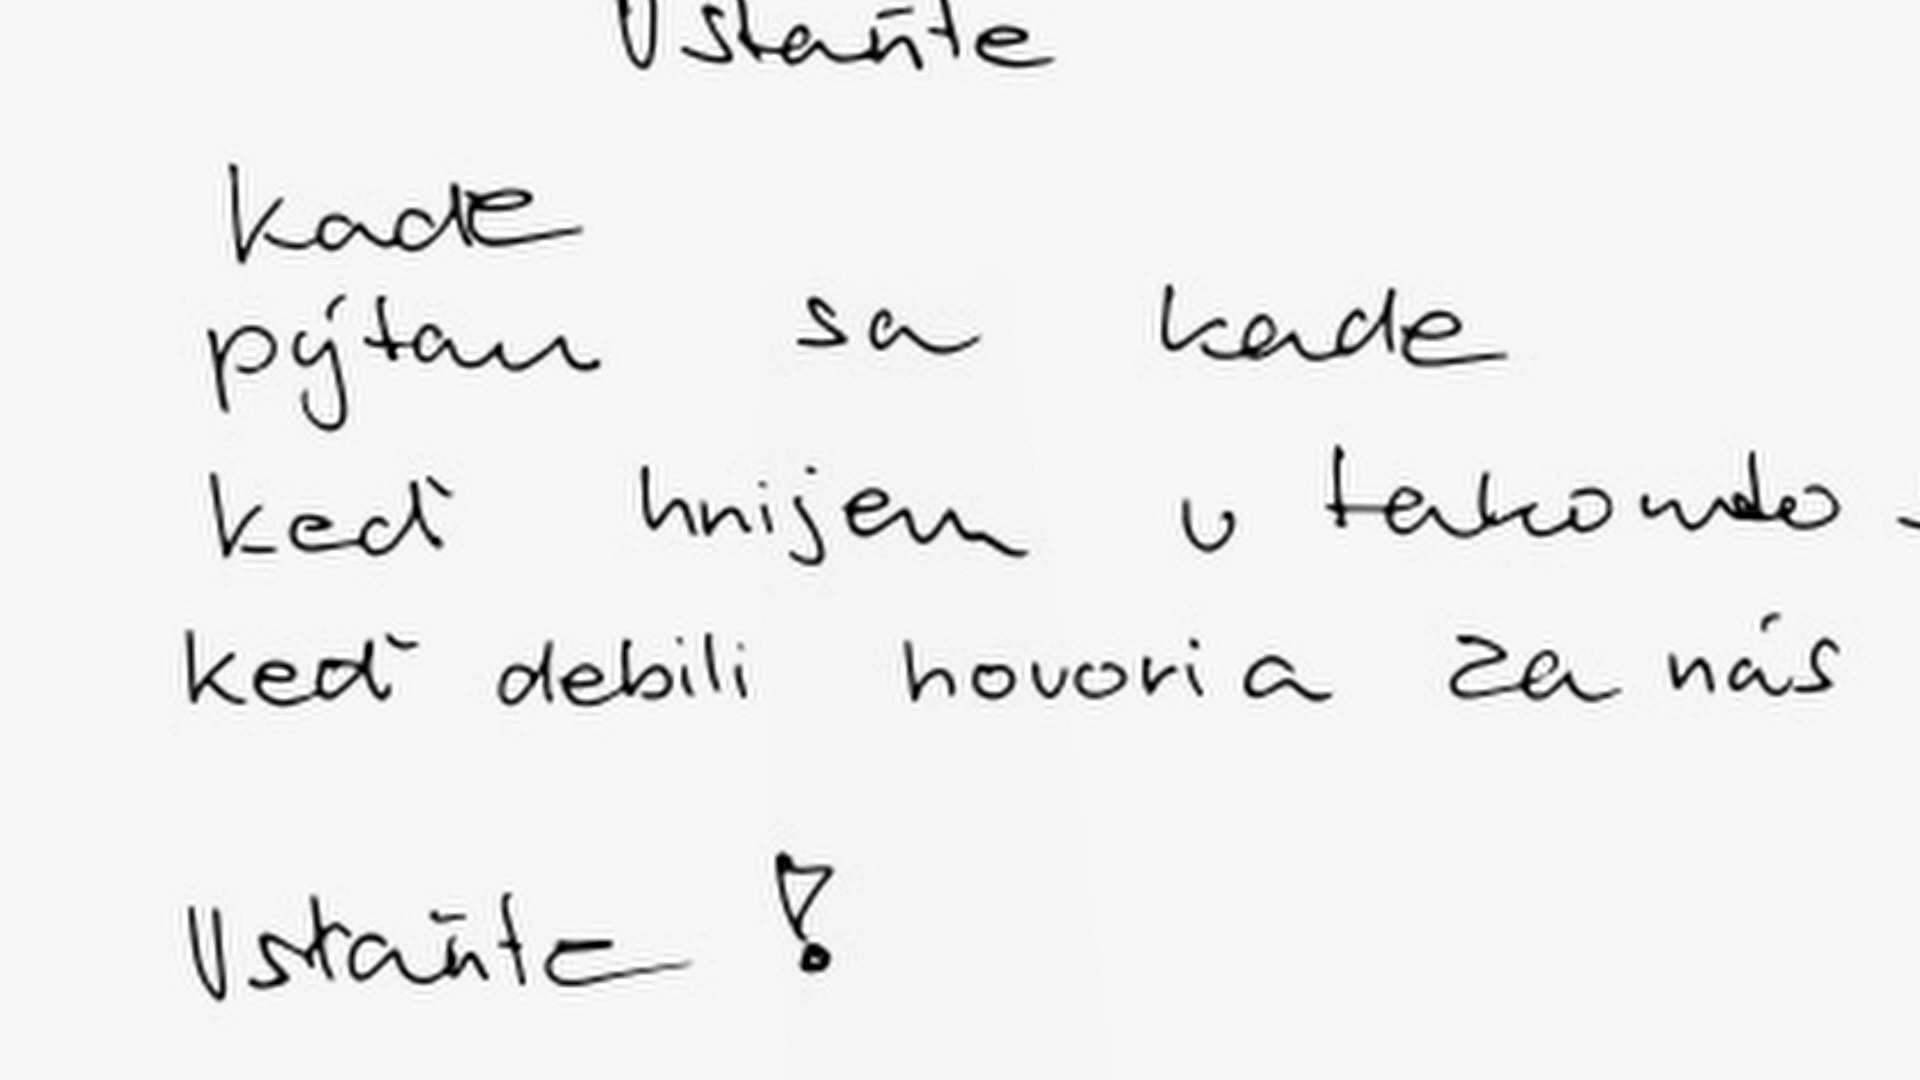 Vstaňte
kade
pýtam sa kade
keď hnijem v takomto
keď debili hovoria za nás
Vstaňte !